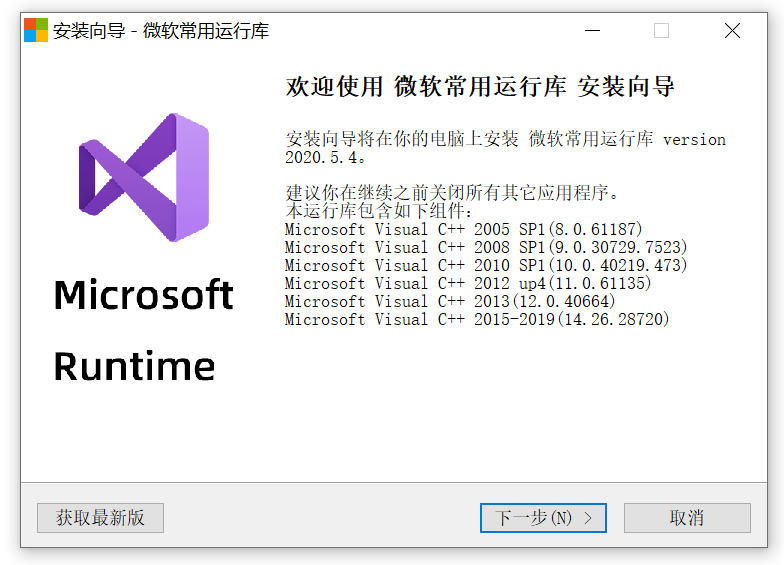 安装向导 - 微软常用运行库
欢迎使用 微软常用运行库 安装向导
安装向导将在你的电脑上安装 微软常用运行库 version
2020.5.4。
建议你在继续之前关闭所有其它应用程序。
本运行库包含如下组件:
Microsoft Visual C++ 2005 SP1(8.0.61187)
Microsoft Visual C++ 2008 SP1(9.0.30729.7523)
Microsoft Visual C++ 2010 SP1(10.0.40219.473)
Microsoft Visual C++ 2012 up4(11.0.61135)
Microsoft Visual C++ 2013(12.0.40664)
Microsoft Visual C++ 2015-2019(14.26.28720)
Microsoft
Runtime
获取最新版
下一步(N) >
取消